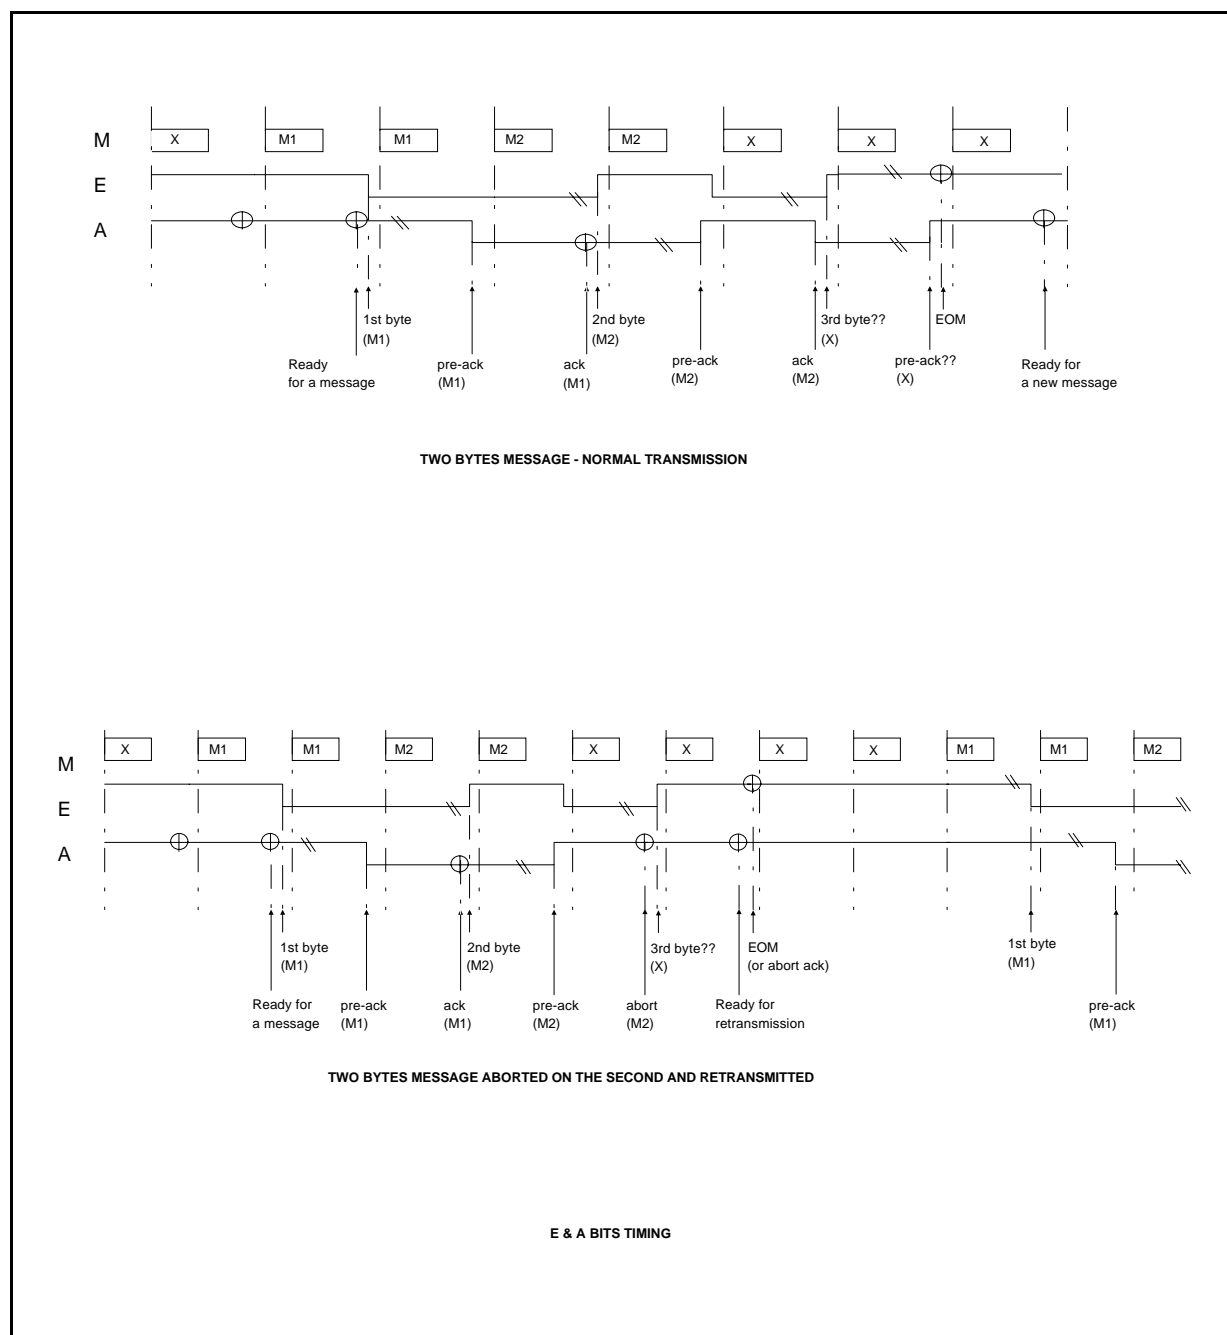 M
X M1 M1 M2 M2 X X X
E
A
1st byte
(M1)
2nd byte
(M2)
3rd byte??
(X)
EOM
Ready
for a message
pre-ack
(M1)
ack
(M1)
pre-ack
(M2)
ack
(M2)
pre-ack??
(X)
Ready for
a new message
TWO BYTES MESSAGE - NORMAL TRANSMISSION
X M1 M1 M2 M2 X X X X M1 M1 M2
M
E
A
1st byte
(M1)
2nd byte
(M2)
3rd byte??
(X)
EOM
(or abort ack)
1st byte
(M1)
Ready for
a message
pre-ack
(M1)
ack
(M1)
pre-ack
(M2)
abort
(M2)
Ready for
retransmission
pre-ack
(M1)
TWO BYTES MESSAGE ABORTED ON THE SECOND AND RETRANSMITTED
E & A BITS TIMING